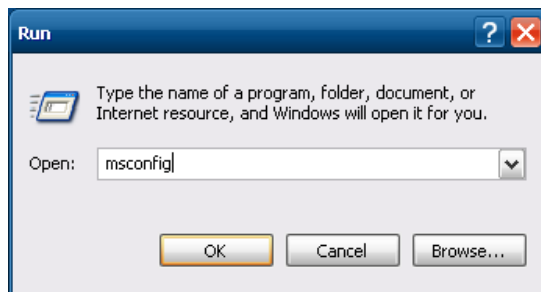 Run
Type the name of a program, folder, document, or
Internet resource, and Windows will open it for you.
Open: msconfig
OK Cancel Browse...